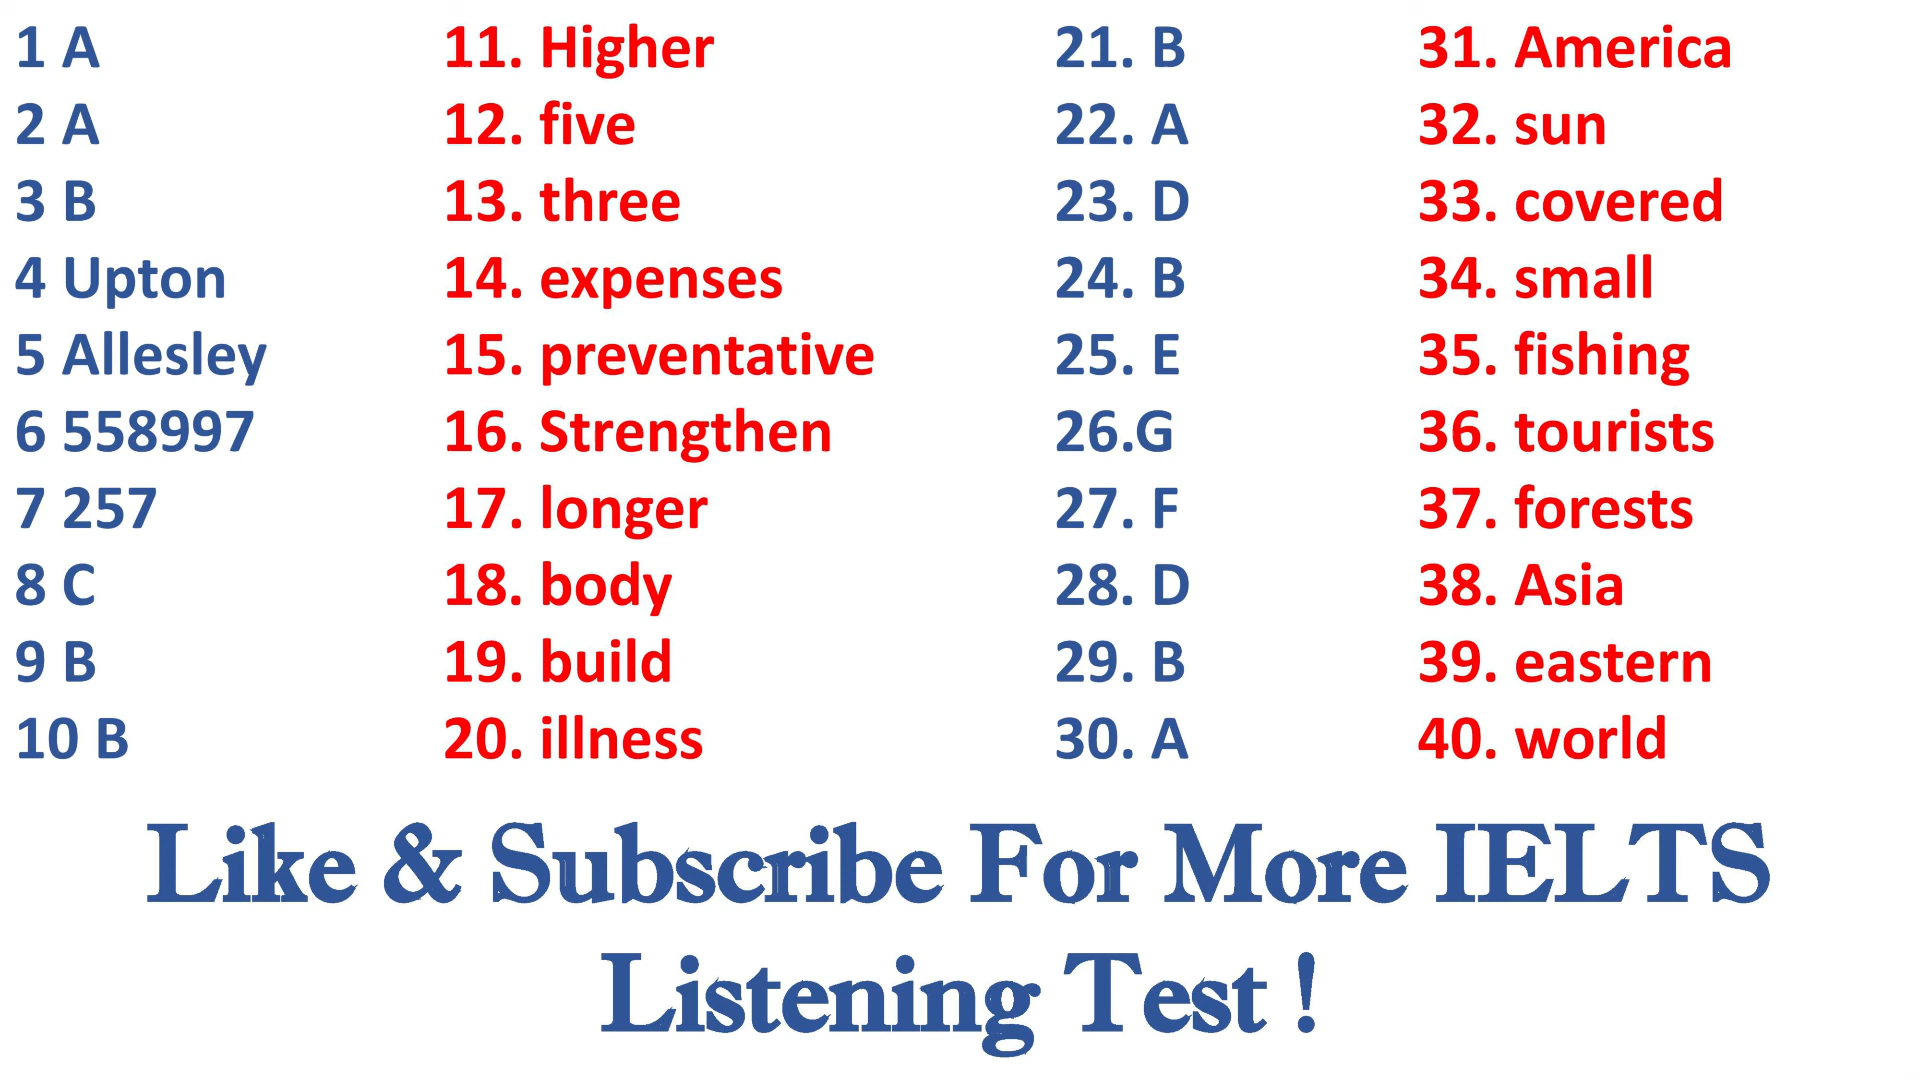 1 A
2 A
3 B
4 Upton
5 Allesley
6 558997
7 257
8 C
9 B
10 B
11. Higher
12. five
13. three
14. expenses
15. preventative
16. Strengthen
17. longer
18. body
19. build
20. illness
21. B
22. A
23. D
24. B
25. E
26.G
27. F
28. D
29. B
30. A
31. America
32. sun
33. covered
34. small
35. fishing
36. tourists
37. forests
38. Asia
39. eastern
40. world
Like & Subscribe For More IELTS
Listening Test !